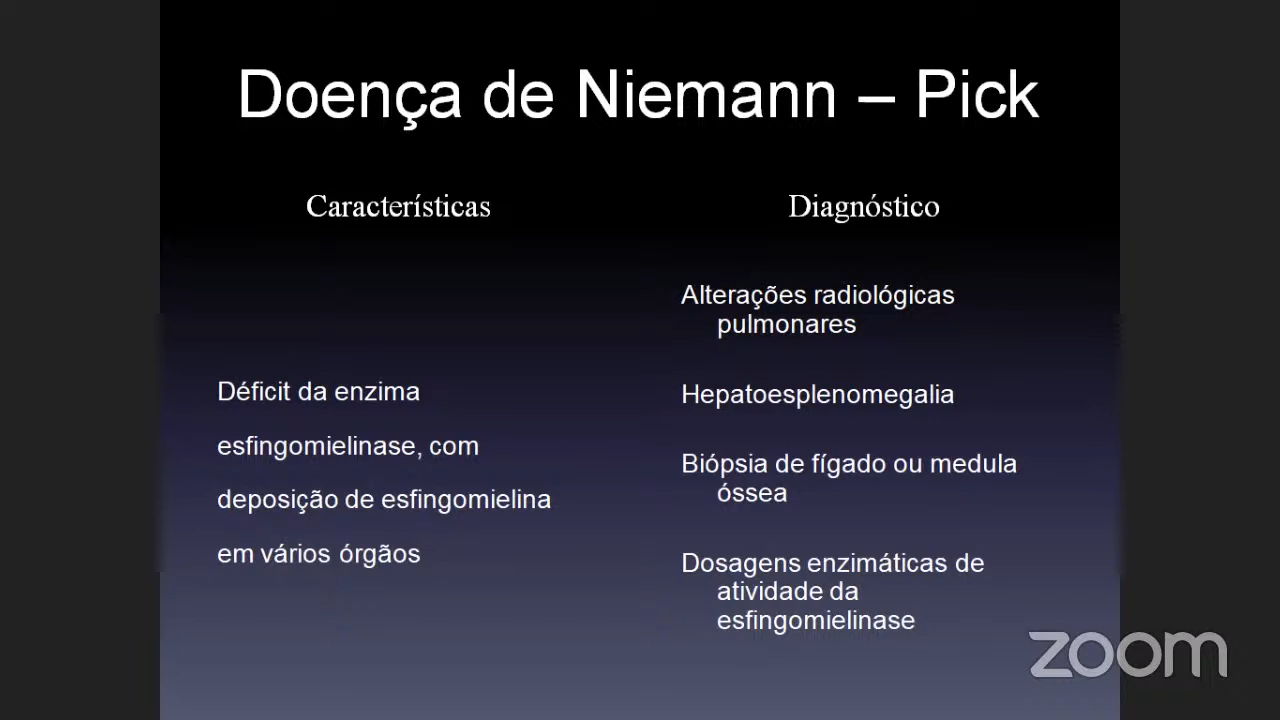 Doença de Niemann – Pick
Características
Déficit da enzima
esfingomielinase, com
deposição de esfingomielina
em vários órgãos
Diagnóstico
Alterações radiológicas
pulmonares
Hepatoesplenomegalia
Biópsia de fígado ou medula
óssea
Dosagens enzimáticas de
atividade da
esfingomielinase
zoom